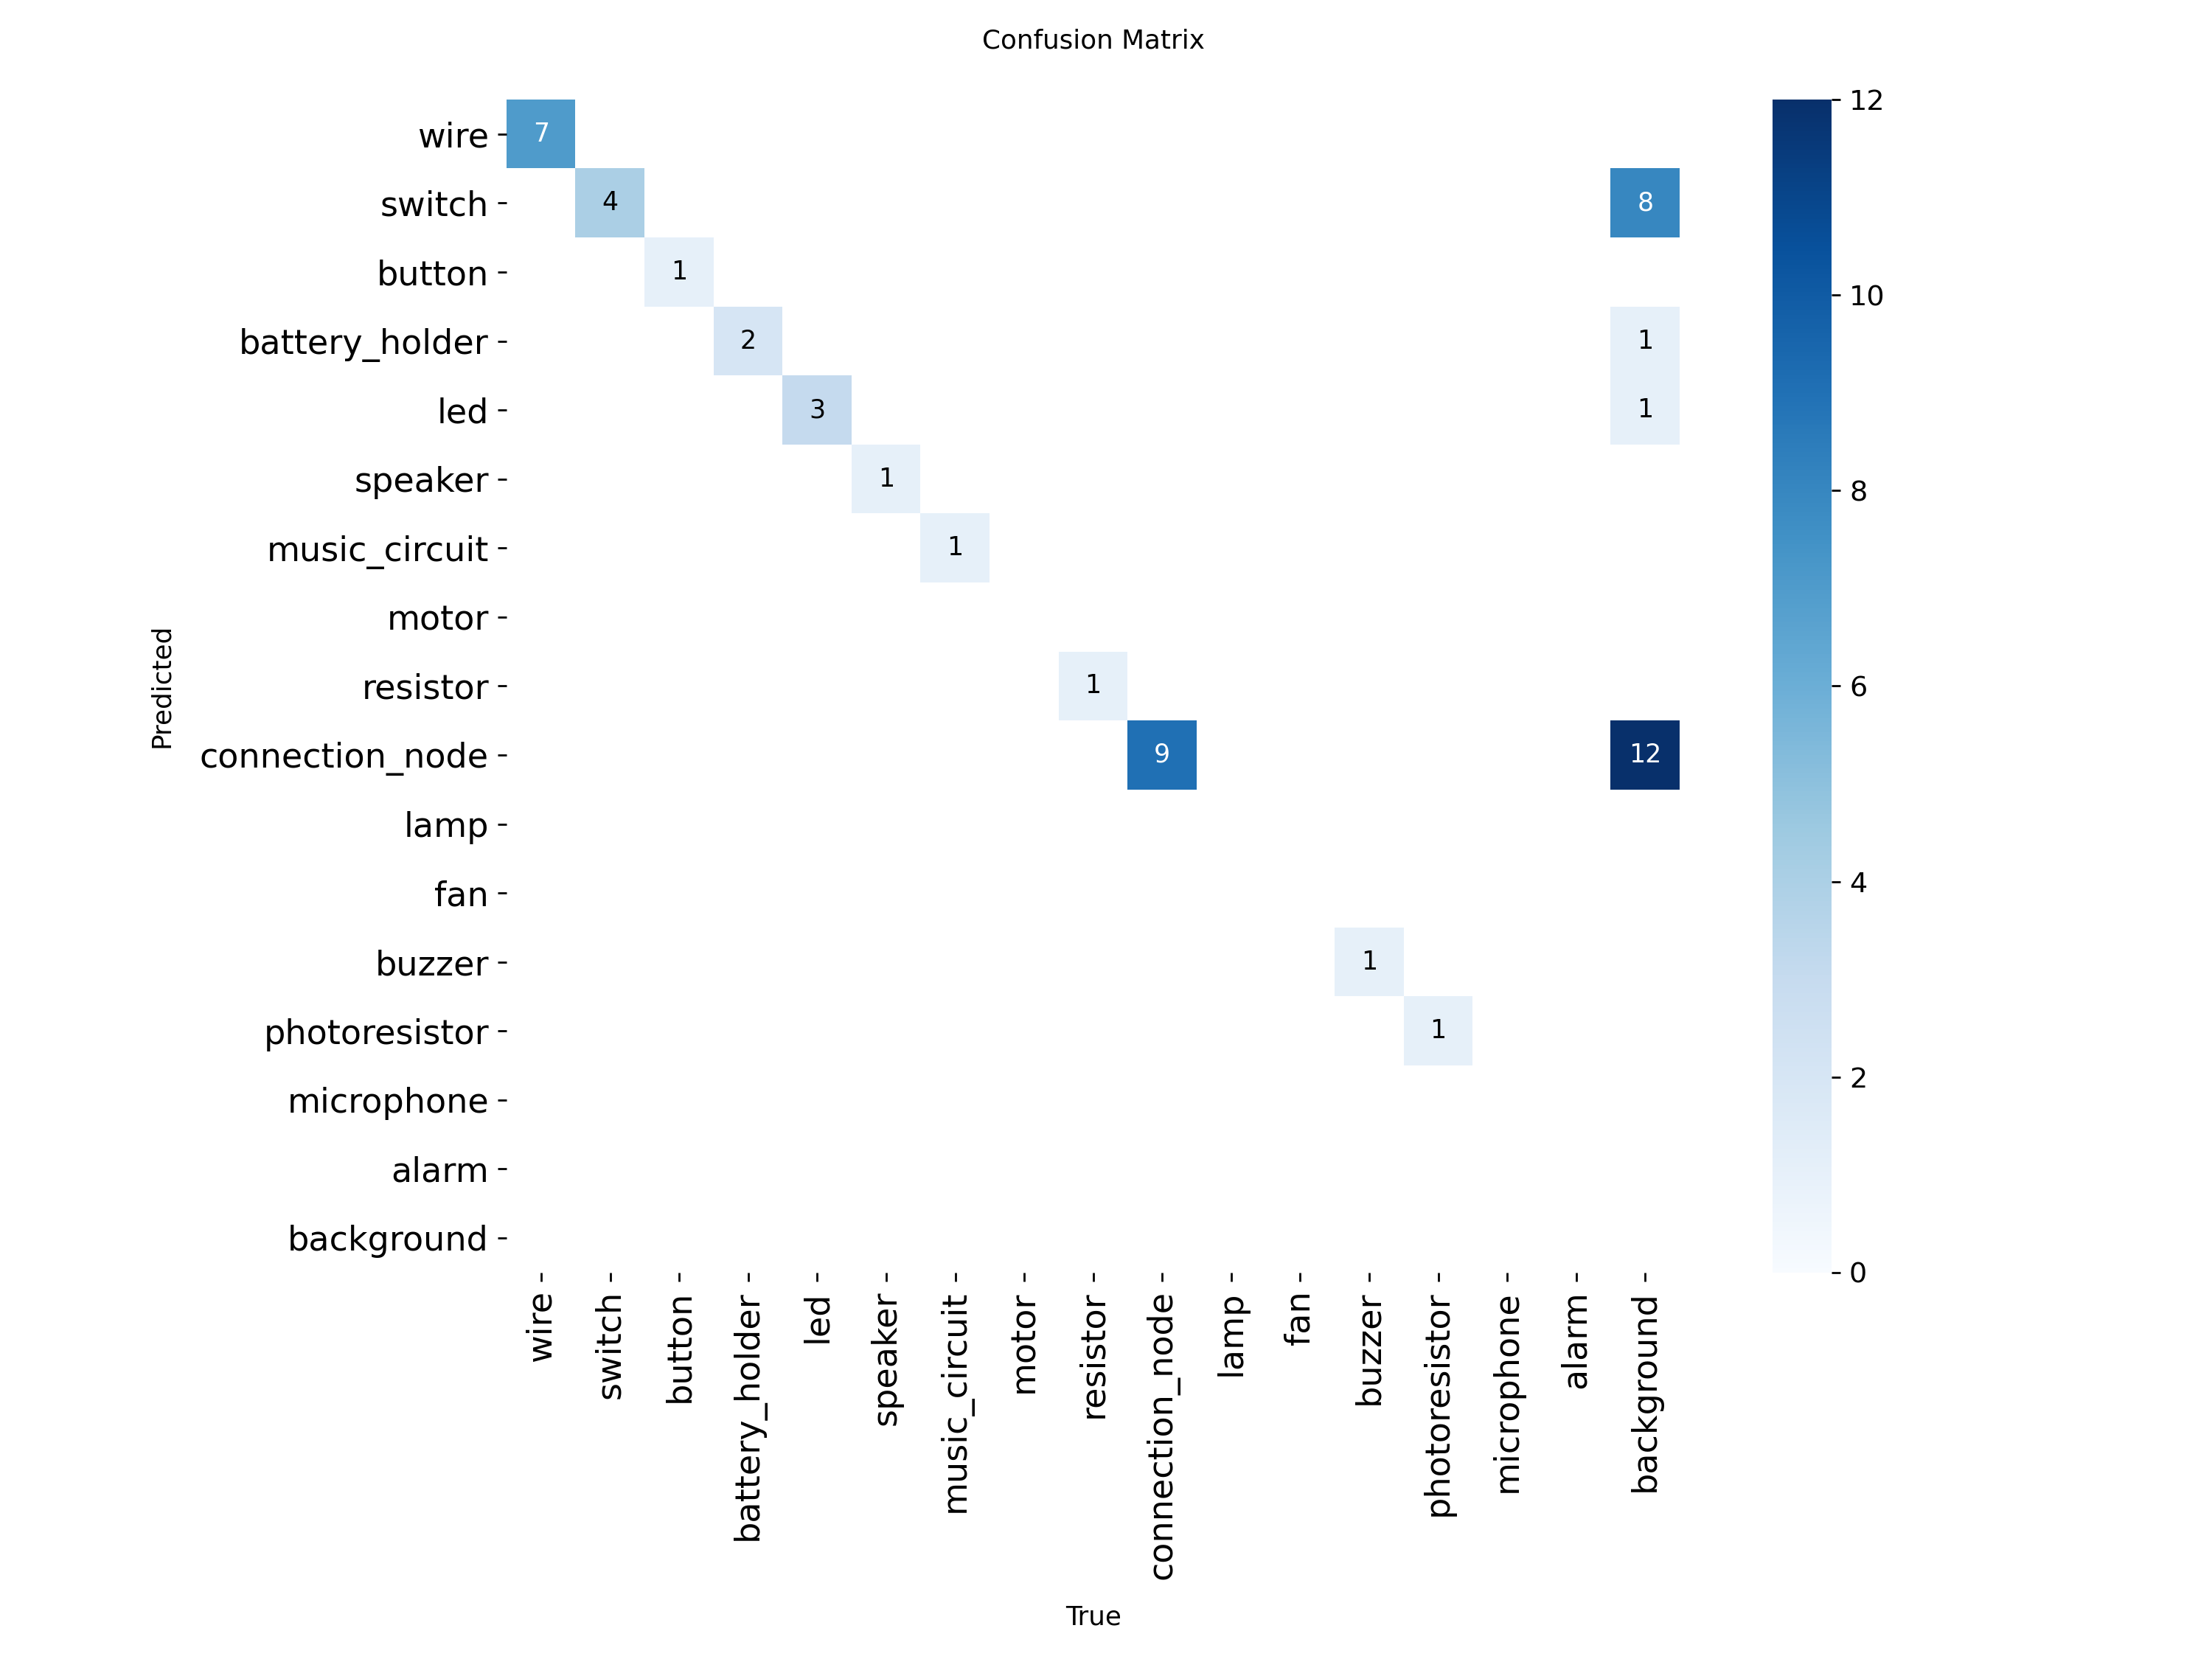 Confusion Matrix
Predicted
wire 7
switch 4 8
button 1
battery_holder 2 1
led 3 1
speaker 1
music_circuit 1
motor
resistor 1
connection_node 9 12
lamp
fan
buzzer 1
photoresistor 1
microphone
alarm
background
wire
switch
button
battery_holder
led
speaker
music_circuit
motor
resistor
connection_node
lamp
fan
buzzer
photoresistor
microphone
alarm
background
True
12
10
8
6
4
2
0